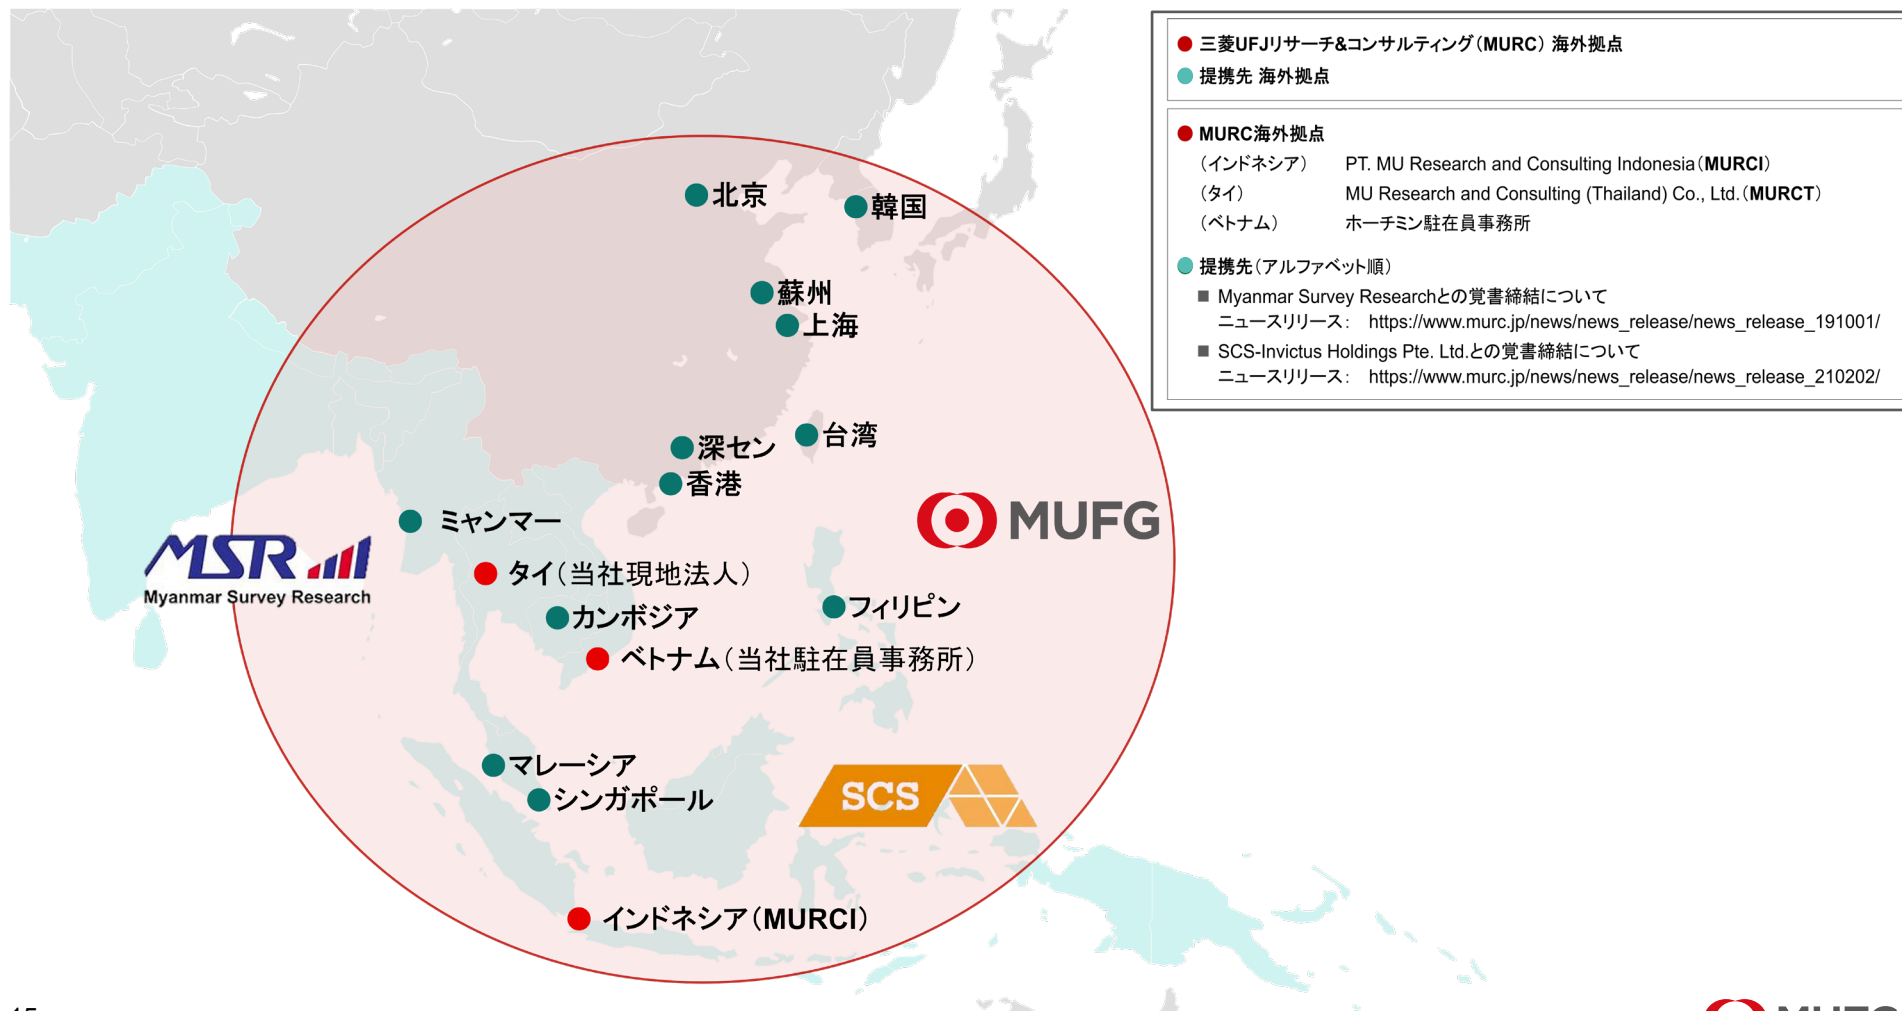 ● 三菱UFJリサーチ&コンサルティング（MURC） 海外拠点
● 提携先 海外拠点
● MURC海外拠点
（インドネシア） PT. MU Research and Consulting Indonesia（MURCI）
（タイ） MU Research and Consulting (Thailand) Co., Ltd.（MURCT）
（ベトナム） ホーチミン駐在員事務所
● 提携先（アルファベット順）
■ Myanmar Survey Researchとの覚書締結について
ニュースリリース： https://www.murc.jp/news/news_release/news_release_191001/
■ SCS-Invictus Holdings Pte. Ltd.との覚書締結について
ニュースリリース： https://www.murc.jp/news/news_release/news_release_210202/
北京
韓国
蘇州
上海
台湾
深セン
香港
MUFG
ミャンマー
MSR
Myanmar Survey Research
タイ（当社現地法人）
カンボジア
フィリピン
ベトナム（当社駐在員事務所）
マレーシア
シンガポール
SCS
インドネシア（MURCI）